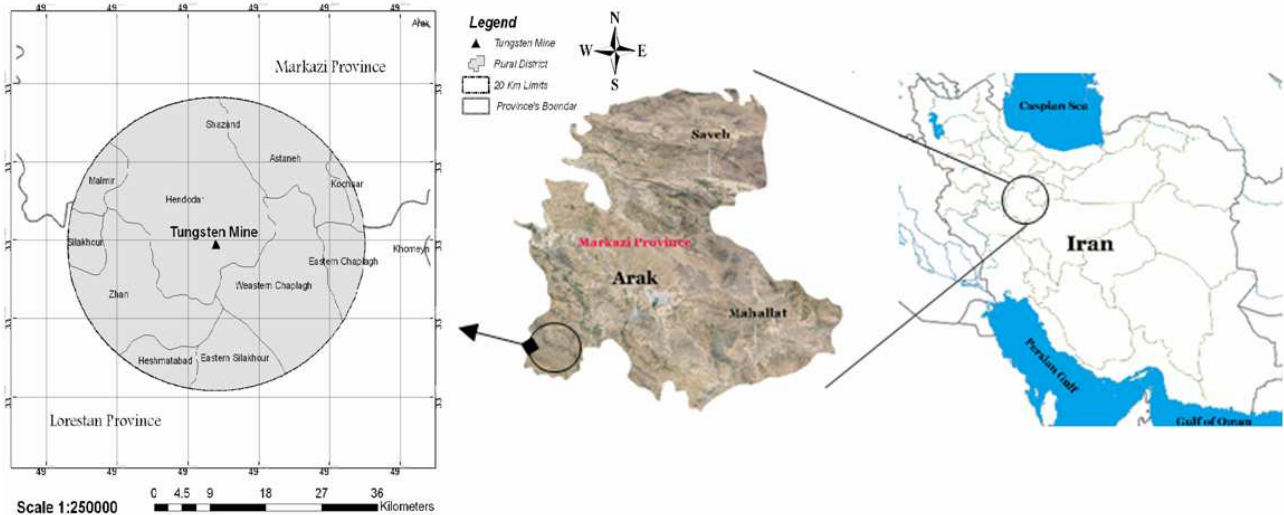 49 49 49 49 49 49
Arak
Markazi Province
33 33
Shazand
Astaneh
33 33
Malmir
Kochsar
Hendodar
33 33
Tungsten Mine
Silakhour
Khomeyn
Eastern Chaplagh
Zhan
Weastern Chaplagh
33 33
Heshmatabad
Eastern Silakhour
33 33
Lorestan Province
49 49 49 49 49 49
Scale 1:250000
0 4.5 9 18 27 36
Kilometers
Legend
Tungsten Mine
Rural District
20 Km Limits
Province's Boundar
N
W E
S
Saveh
Markazi Province
Arak
Mahallat
Caspian Sea
Iran
Persian Gulf
Gulf of Oman